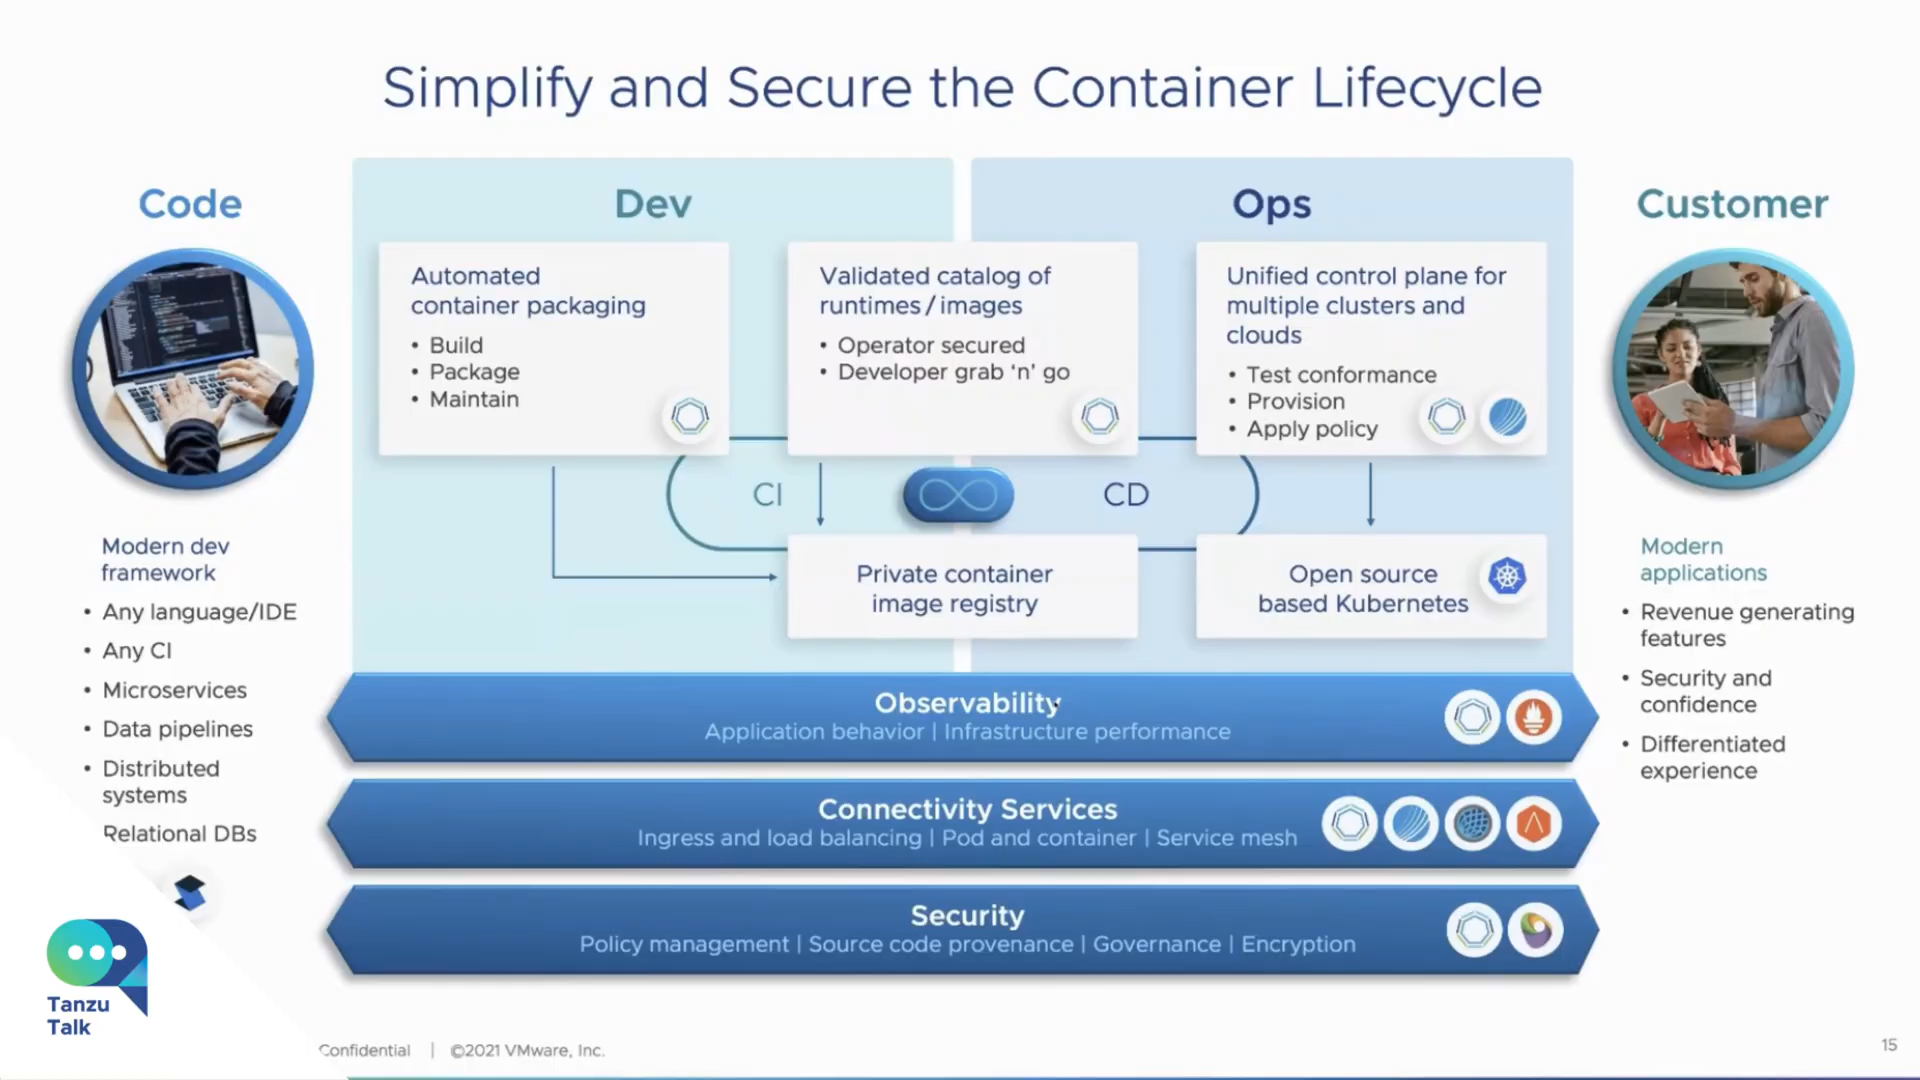 Simplify and Secure the Container Lifecycle
Code
Modern dev
framework
• Any language/IDE
• Any CI
• Microservices
• Data pipelines
• Distributed
systems
Relational DBs
Dev
Automated
container packaging
• Build
• Package
• Maintain
Validated catalog of
runtimes / images
• Operator secured
• Developer grab ‘n’ go
Ops
Unified control plane for
multiple clusters and
clouds
• Test conformance
• Provision
• Apply policy
CI
CD
Private container
image registry
Open source
based Kubernetes
Customer
Modern
applications
• Revenue generating
features
• Security and
confidence
• Differentiated
experience
Observability
Application behavior | Infrastructure performance
Connectivity Services
Ingress and load balancing | Pod and container | Service mesh
Security
Policy management | Source code provenance | Governance | Encryption
Tanzu
Talk
Confidential | ©2021 VMware, Inc.
15